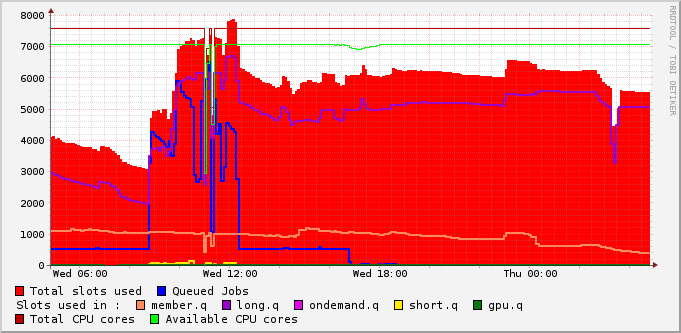 8000
7000
6000
5000
4000
3000
2000
1000
0
Wed 06:00 Wed 12:00 Wed 18:00 Thu 00:00
Total slots used Queued Jobs
Slots used in : member.q long.q ondemand.q short.q gpu.q
Total CPU cores Available CPU cores
RRDTOOL / TOBI OETIKER